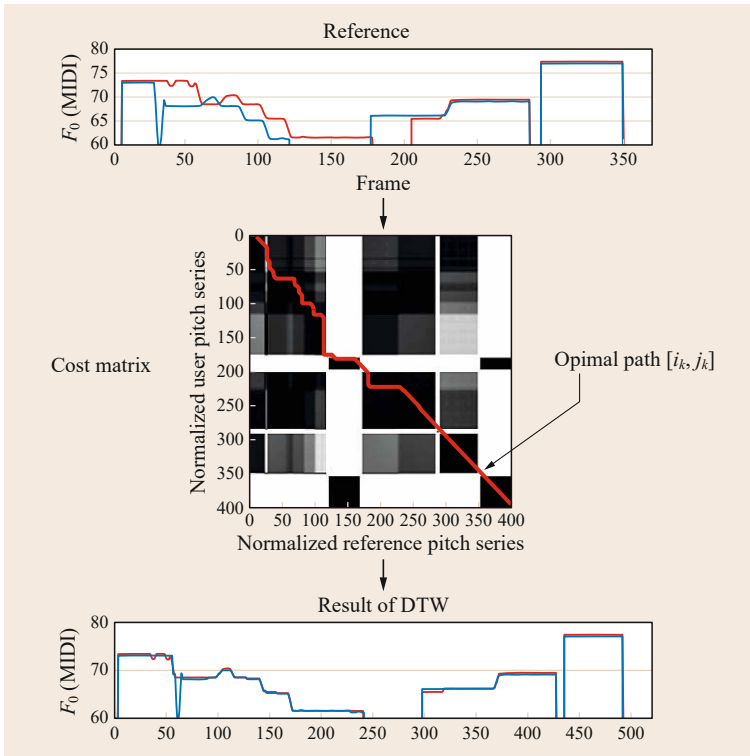 Reference
F0 (MIDI)
80
75
70
65
60
0 50 100 150 200 250 300 350
Frame
Cost matrix
Normalized user pitch series
0
50
100
150
200
250
300
350
400
0 50 100 150 200 250 300 350 400
Normalized reference pitch series
Opimal path [ik, jk]
Result of DTW
F0 (MIDI)
80
70
60
0 50 100 150 200 250 300 350 400 450 500